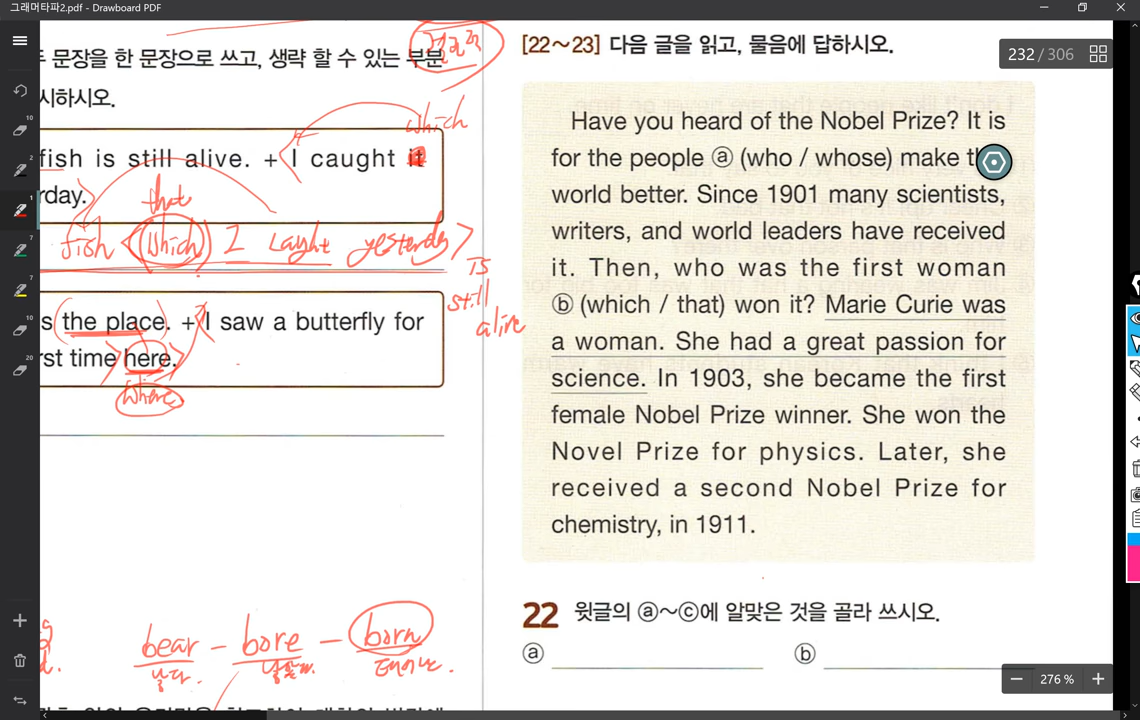 그래머타파2.pdf - Drawboard PDF
232 / 306
문장을 한 문장으로 쓰고, 생략 할 수 있는 부분
시하시오.
which
fish is still alive. + I caught it
rday.
that
fish which I caught yesterday is
still
alive
s the place. + I saw a butterfly for
rst time here.
where
bear - bore - born
[22~23] 다음 글을 읽고, 물음에 답하시오.
Have you heard of the Nobel Prize? It is
for the people ⓐ (who / whose) make th
world better. Since 1901 many scientists,
writers, and world leaders have received
it. Then, who was the first woman
ⓑ (which / that) won it? Marie Curie was
a woman. She had a great passion for
science. In 1903, she became the first
female Nobel Prize winner. She won the
Novel Prize for physics. Later, she
received a second Nobel Prize for
chemistry, in 1911.
22 윗글의 ⓐ~ⓒ에 알맞은 것을 골라 쓰시오.
ⓐ
ⓑ
276 %
10
2
1
7
7
10
20